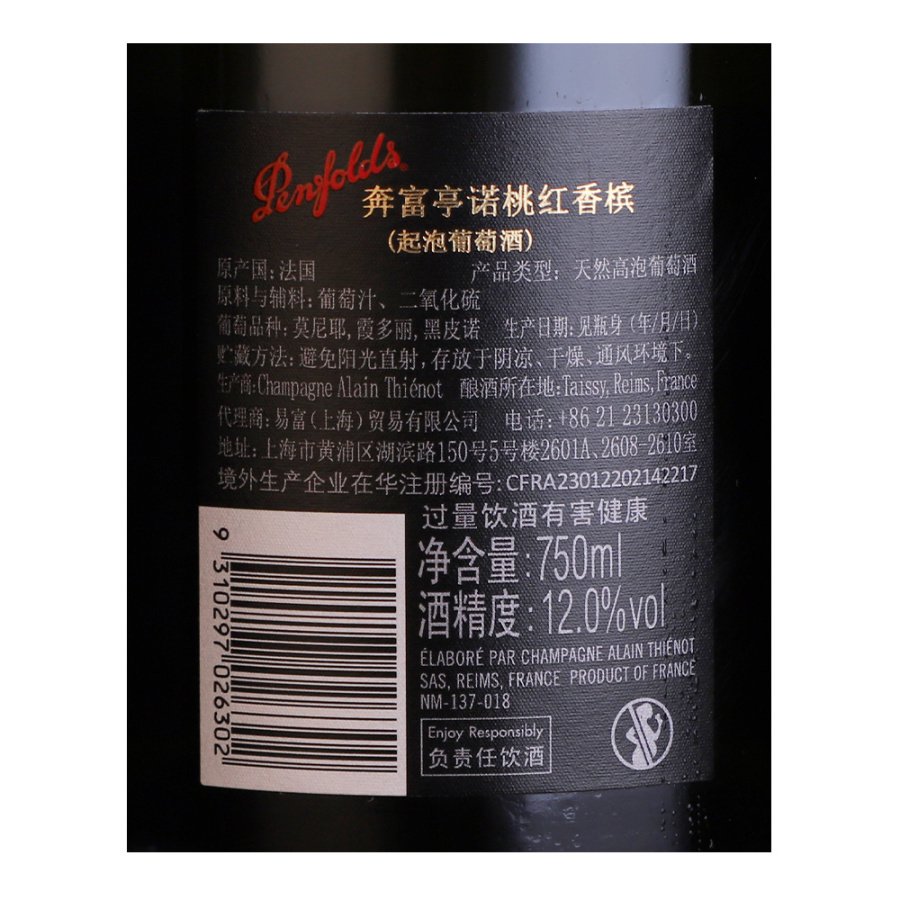 Penfolds
奔富亭诺桃红香槟
(起泡葡萄酒)
原产国:法国 产品类型: 天然高泡葡萄酒
原料与辅料:葡萄汁、二氧化硫
葡萄品种:莫尼耶,霞多丽,黑皮诺 生产日期:见瓶身(年/月/日)
贮藏方法:避免阳光直射,存放于阴凉、干燥、通风环境下。
生产商:Champagne Alain Thiénot 酿酒所在地:Taissy, Reims, France
代理商:易富(上海)贸易有限公司 电话:+86 21 23130300
地址:上海市黄浦区湖滨路150号5号楼2601A、2608-2610室
境外生产企业在华注册编号:CFRA23012202142217
过量饮酒有害健康
净含量:750ml
酒精度:12.0%vol
ÉLABORÉ PAR CHAMPAGNE ALAIN THIÉNOT
SAS, REIMS, FRANCE PRODUCT OF FRANCE
NM-137-018
Enjoy Responsibly
负责任饮酒
9 310297 026302